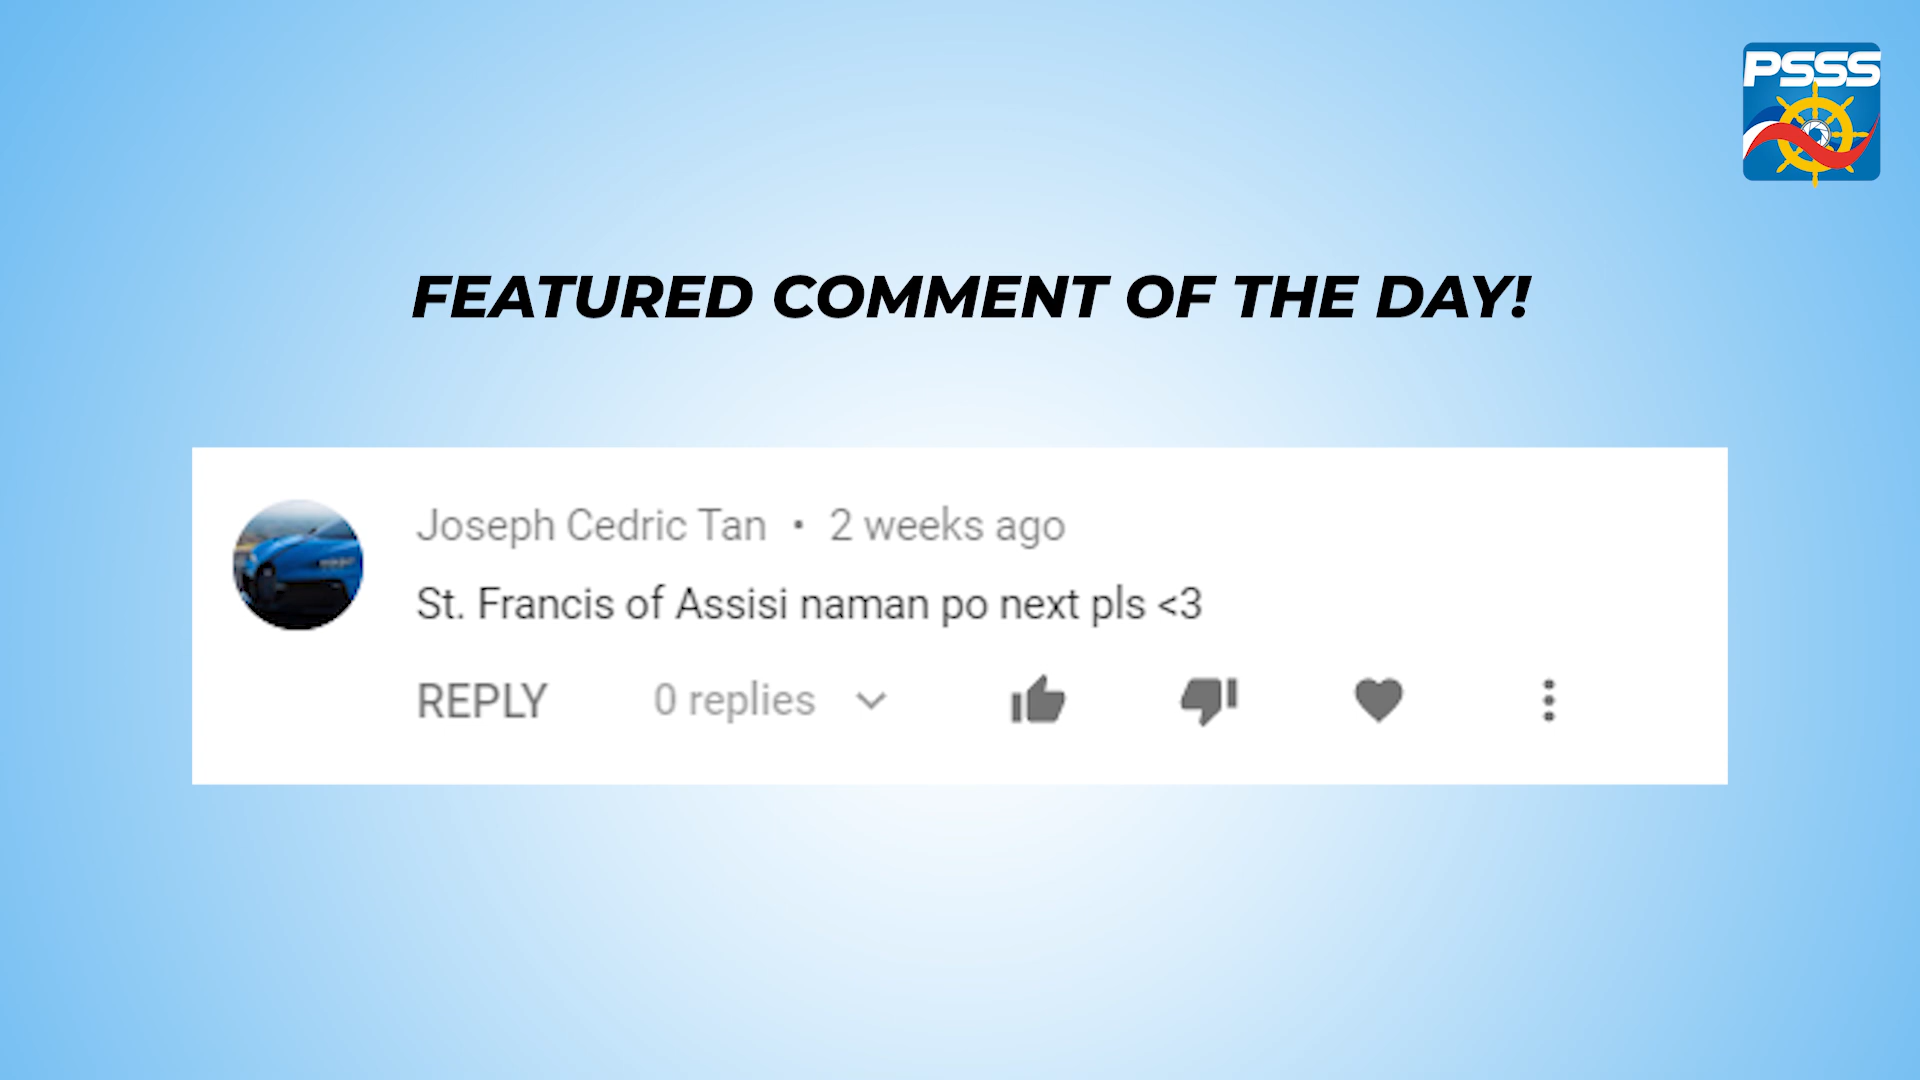 PSSS
FEATURED COMMENT OF THE DAY!
Joseph Cedric Tan • 2 weeks ago
St. Francis of Assisi naman po next pls <3
REPLY 0 replies